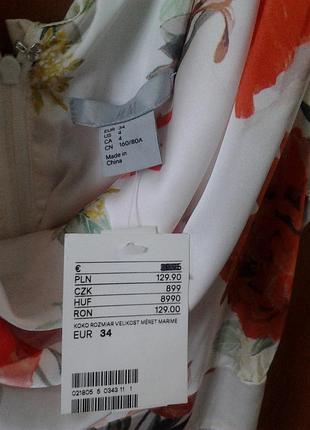 EUR 34
US 4
CA 4
CN 160/80A
Made in
China
€
PLN 129.90
CZK 899
HUF 8990
RON 129.00
KOKO ROZMIAR VELIKOST MÉRET MARIME
EUR 34
021805 5 0343 11 1